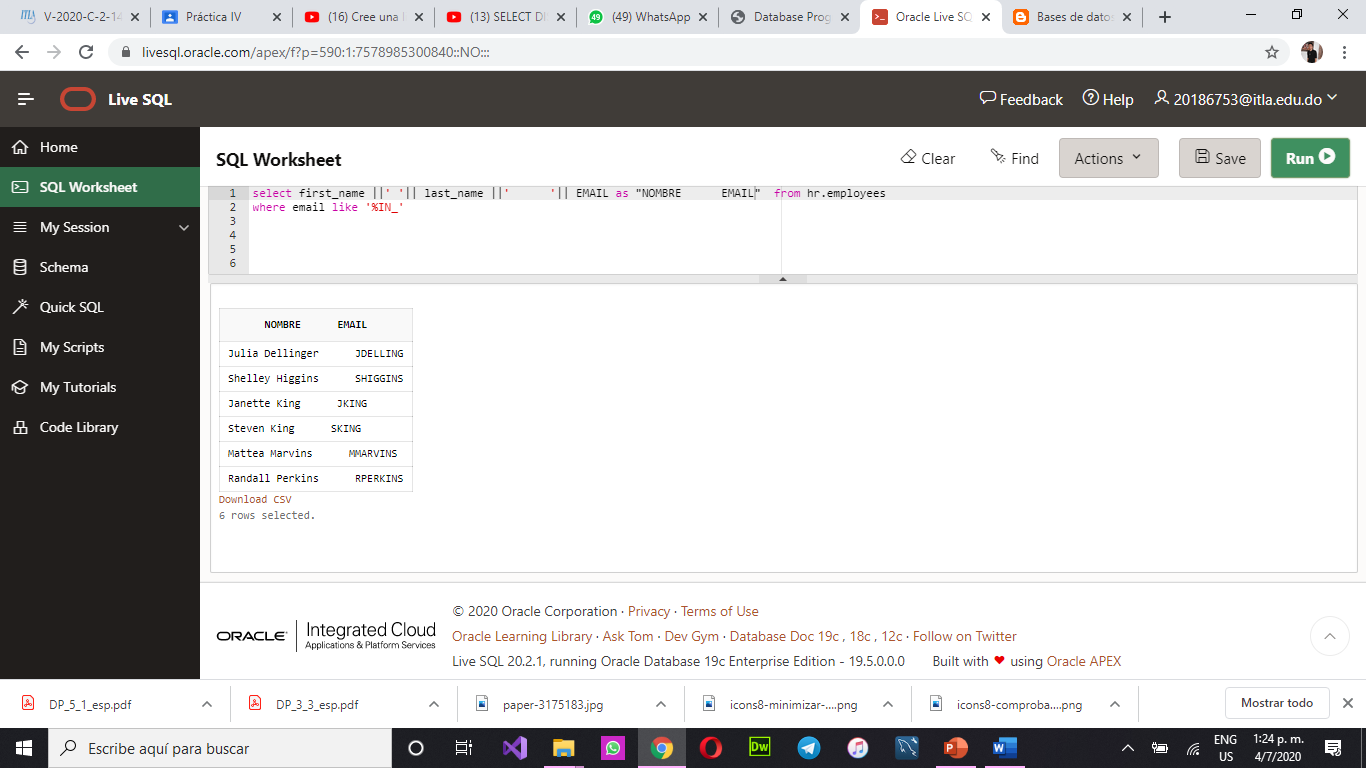 V-2020-C-2-14
Práctica IV
(16) Cree una
(13) SELECT DI
(49) WhatsApp
Database Prog
Oracle Live SQ
Bases de datos
livesql.oracle.com/apex/f?p=590:1:7578985300840::NO:::
Live SQL
Feedback
Help
20186753@itla.edu.do
Home
SQL Worksheet
My Session
Schema
Quick SQL
My Scripts
My Tutorials
Code Library
SQL Worksheet
Clear
Find
Actions
Save
Run
1 select first_name ||' '|| last_name ||'      '|| EMAIL as "NOMBRE      EMAIL"  from hr.employees
2 where email like '%IN_'
3
4
5
6
NOMBRE      EMAIL
Julia Dellinger      JDELLING
Shelley Higgins      SHIGGINS
Janette King      JKING
Steven King      SKING
Mattea Marvins      MMARVINS
Randall Perkins      RPERKINS
Download CSV
6 rows selected.
ORACLE
Integrated Cloud
Applications & Platform Services
© 2020 Oracle Corporation · Privacy · Terms of Use
Oracle Learning Library · Ask Tom · Dev Gym · Database Doc 19c , 18c , 12c · Follow on Twitter
Live SQL 20.2.1, running Oracle Database 19c Enterprise Edition - 19.5.0.0.0 Built with ❤ using Oracle APEX
DP_5_1_esp.pdf
DP_3_3_esp.pdf
paper-3175183.jpg
icons8-minimizar-....png
icons8-comproba....png
Mostrar todo
Escribe aquí para buscar
Dw
ENG
US
1:24 p. m.
4/7/2020